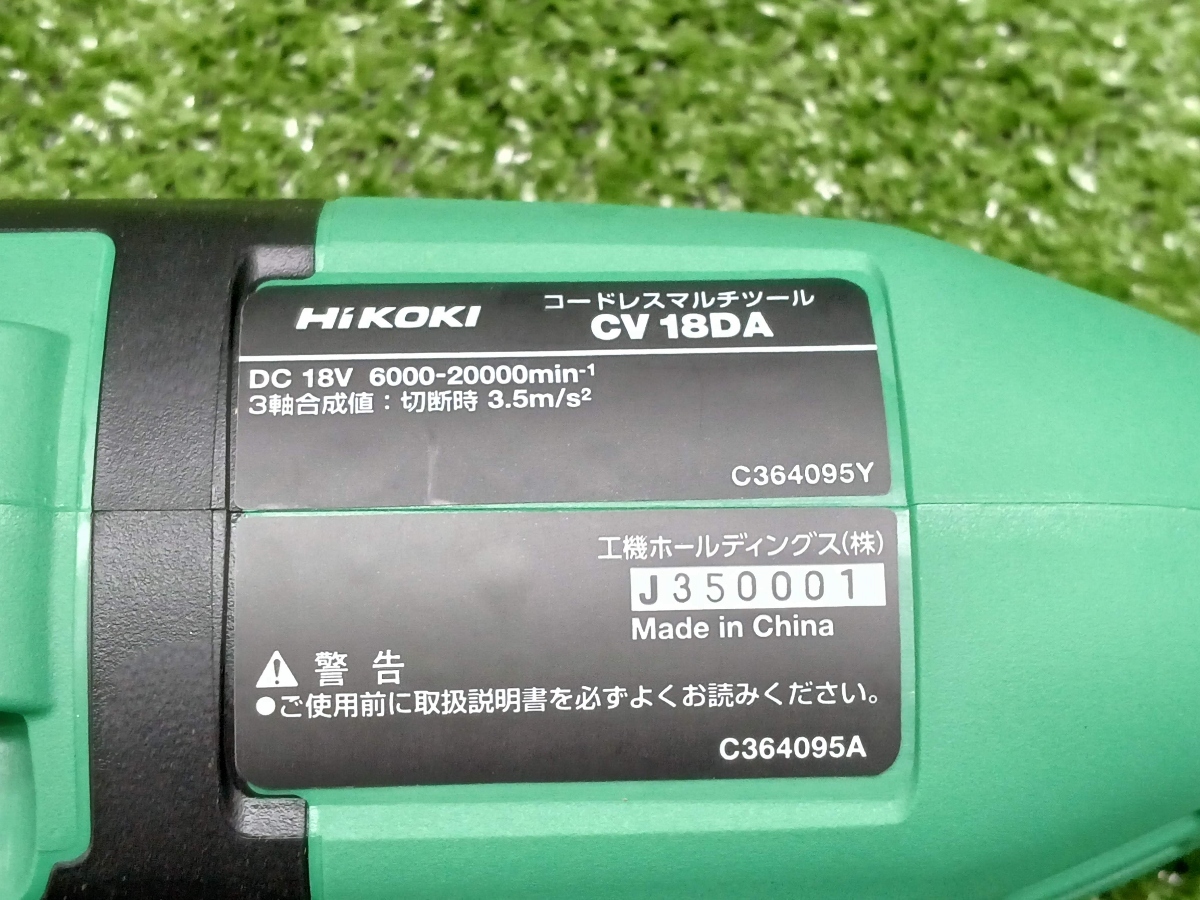 HiKOKI
コードレスマルチツール
CV 18DA
DC 18V 6000-20000min⁻¹
3軸合成値：切断時 3.5m/s²
C364095Y
工機ホールディングス(株)
J350001
Made in China
警 告
●ご使用前に取扱説明書を必ずよくお読みください。
C364095A